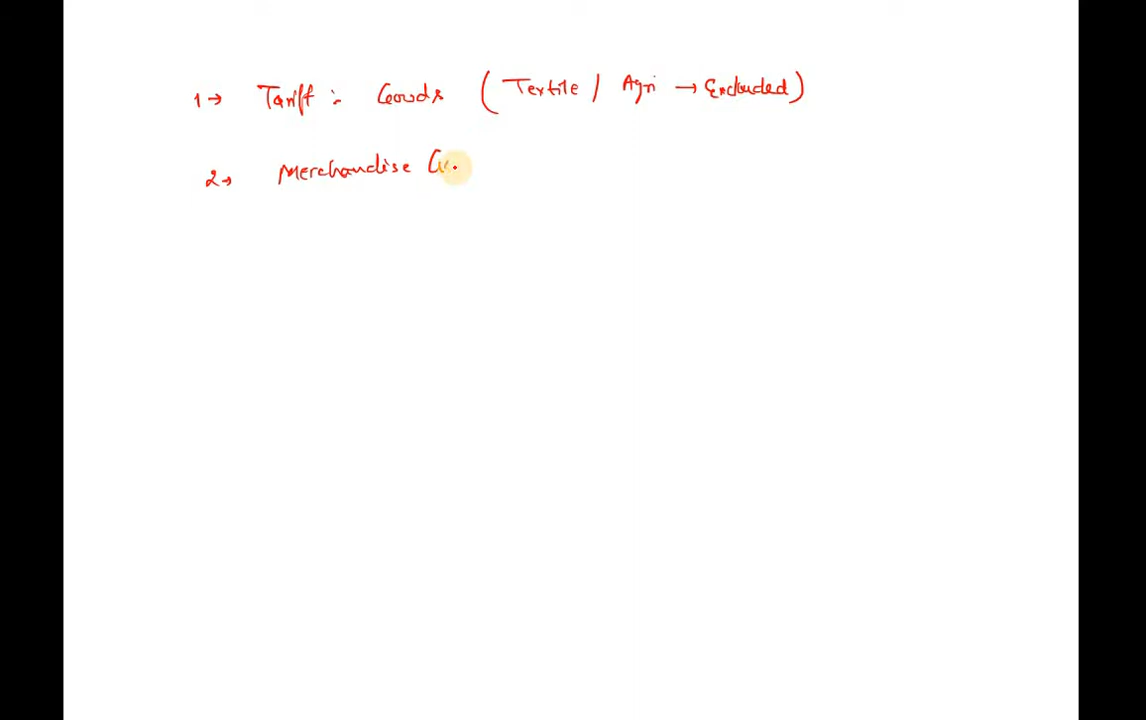 1→ Tariff :- Goods (Textile / Agri → Excluded)
2→ Merchandise